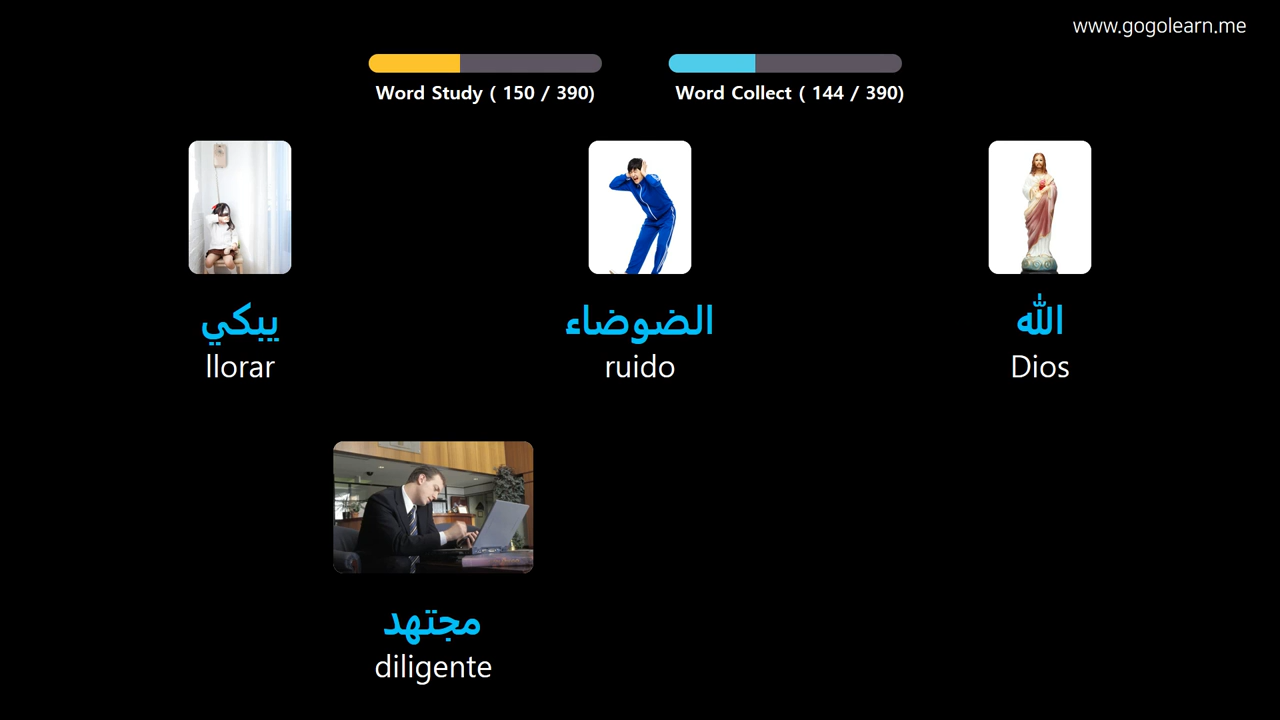 www.gogolearn.me
Word Study ( 150 / 390)
Word Collect ( 144 / 390)
يبكي
llorar
الضوضاء
ruido
الله
Dios
مجتهد
diligente